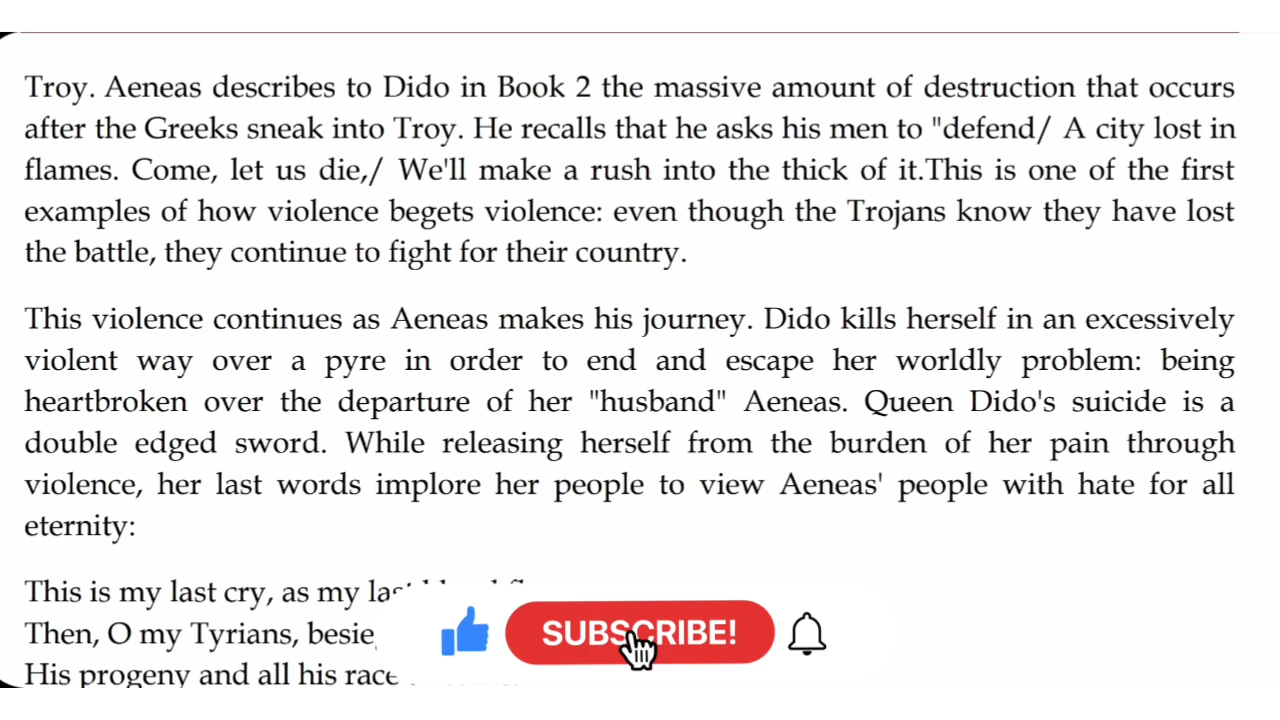 Troy. Aeneas describes to Dido in Book 2 the massive amount of destruction that occurs
after the Greeks sneak into Troy. He recalls that he asks his men to "defend/ A city lost in
flames. Come, let us die,/ We'll make a rush into the thick of it.This is one of the first
examples of how violence begets violence: even though the Trojans know they have lost
the battle, they continue to fight for their country.
This violence continues as Aeneas makes his journey. Dido kills herself in an excessively
violent way over a pyre in order to end and escape her worldly problem: being
heartbroken over the departure of her "husband" Aeneas. Queen Dido's suicide is a
double edged sword. While releasing herself from the burden of her pain through
violence, her last words implore her people to view Aeneas' people with hate for all
eternity:
This is my last cry, as my last
Then, O my Tyrians,
His progeny and all his race
SUBSCRIBE!